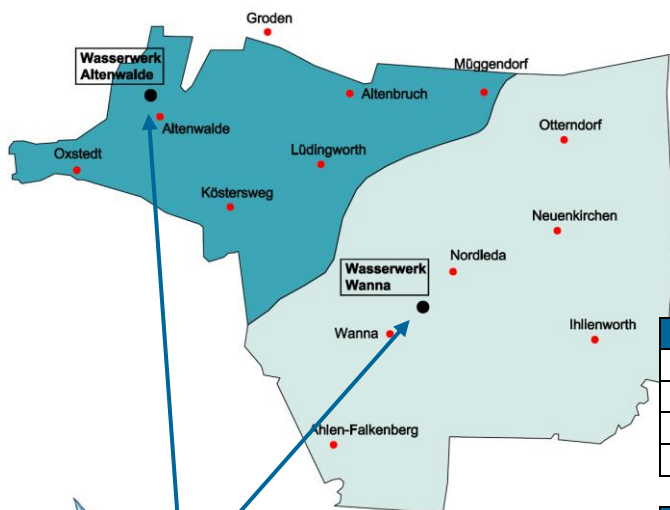 Groden
Wasserwerk
Altenwalde
Müggendorf
Altenbruch
Altenwalde
Otterndorf
Oxstedt
Lüdingworth
Köstersweg
Neuenkirchen
Nordleda
Wasserwerk
Wanna
Wanna
Ihlienworth
Ahlen-Falkenberg